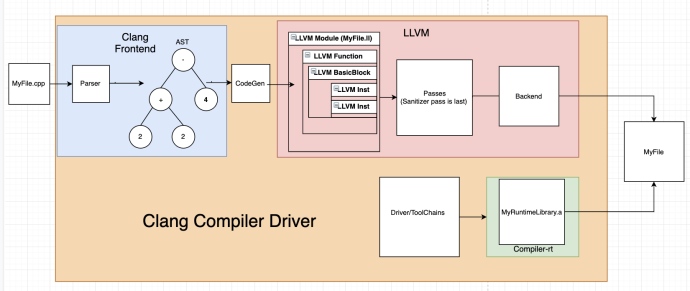 Clang
Frontend
AST
LLVM
LLVM Module (MyFile.ll)
LLVM Function
LLVM BasicBlock
LLVM Inst
LLVM Inst
MyFile.cpp
Parser
-
+
4
2
2
CodeGen
Passes
(Sanitizer pass is last)
Backend
MyFile
Clang Compiler Driver
Driver/ToolChains
MyRuntimeLibrary.a
Compiler-rt